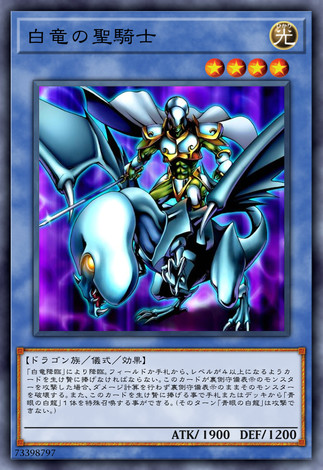 白竜の聖騎士
光
【ドラゴン族／儀式／効果】
「白竜降臨」により降臨。フィールドか手札から、レベルが4以上になるようカ
ードを生け贄に捧げなければならない。このカードが裏側守備表示のモンスタ
ーを攻撃した場合、ダメージ計算を行わず裏側守備表示のままそのモンスター
を破壊する。また、このカードを生け贄に捧げる事で手札またはデッキから「青
眼の白龍」１体を特殊召喚する事ができる。（そのターン「青眼の白龍」は攻撃
できない。）
ATK/ 1900 DEF/1200
73398797